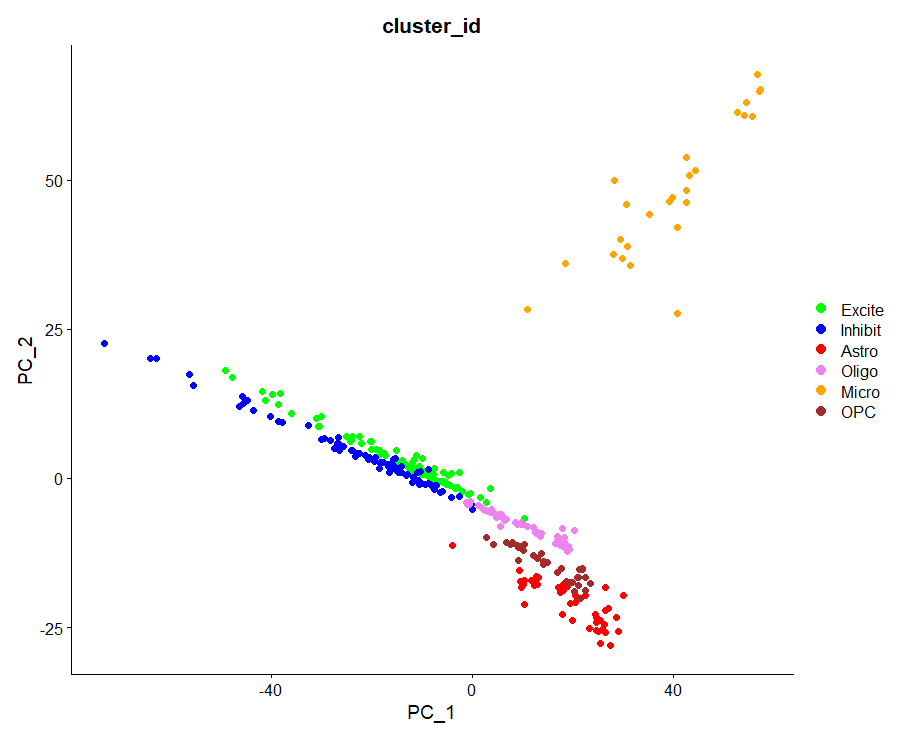 cluster_id
PC_2
50
25
0
-25
-40
0
40
PC_1
Excite
Inhibit
Astro
Oligo
Micro
OPC